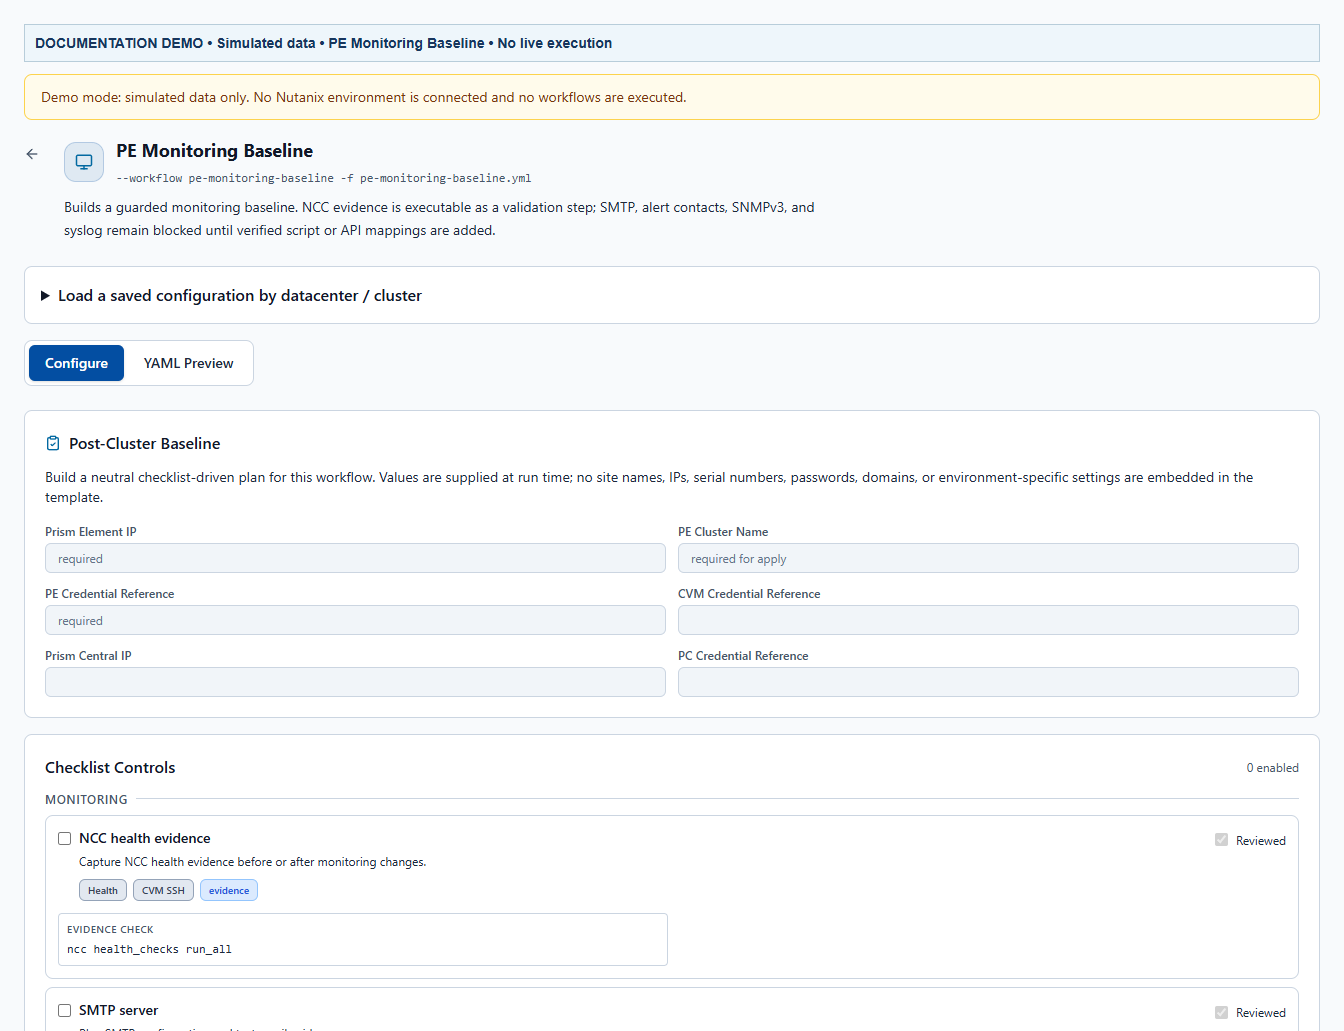 DOCUMENTATION DEMO • Simulated data • PE Monitoring Baseline • No live execution
Demo mode: simulated data only. No Nutanix environment is connected and no workflows are executed.
PE Monitoring Baseline
--workflow pe-monitoring-baseline -f pe-monitoring-baseline.yml
Builds a guarded monitoring baseline. NCC evidence is executable as a validation step; SMTP, alert contacts, SNMPv3, and
syslog remain blocked until verified script or API mappings are added.
Load a saved configuration by datacenter / cluster
Configure
YAML Preview
Post-Cluster Baseline
Build a neutral checklist-driven plan for this workflow. Values are supplied at run time; no site names, IPs, serial numbers, passwords, domains, or environment-specific settings are embedded in the
template.
Prism Element IP
required
PE Cluster Name
required for apply
PE Credential Reference
required
CVM Credential Reference
Prism Central IP
PC Credential Reference
Checklist Controls
0 enabled
MONITORING
NCC health evidence
Reviewed
Capture NCC health evidence before or after monitoring changes.
Health
CVM SSH
evidence
EVIDENCE CHECK
ncc health_checks run_all
SMTP server
Reviewed